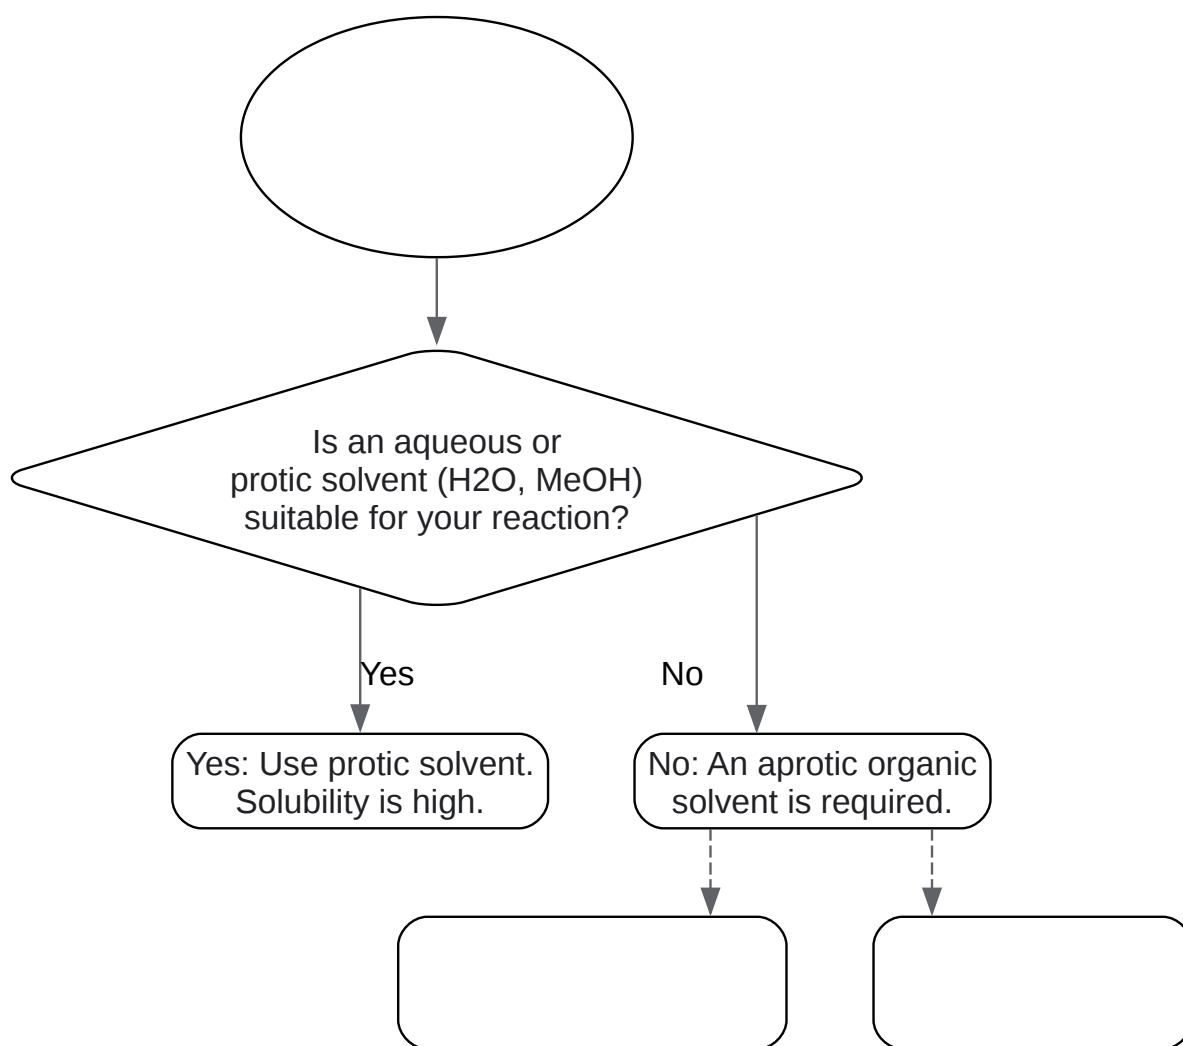 Is an aqueous or
protic solvent (H2O, MeOH)
suitable for your reaction?
Yes
No
Yes: Use protic solvent.
Solubility is high.
No: An aprotic organic
solvent is required.